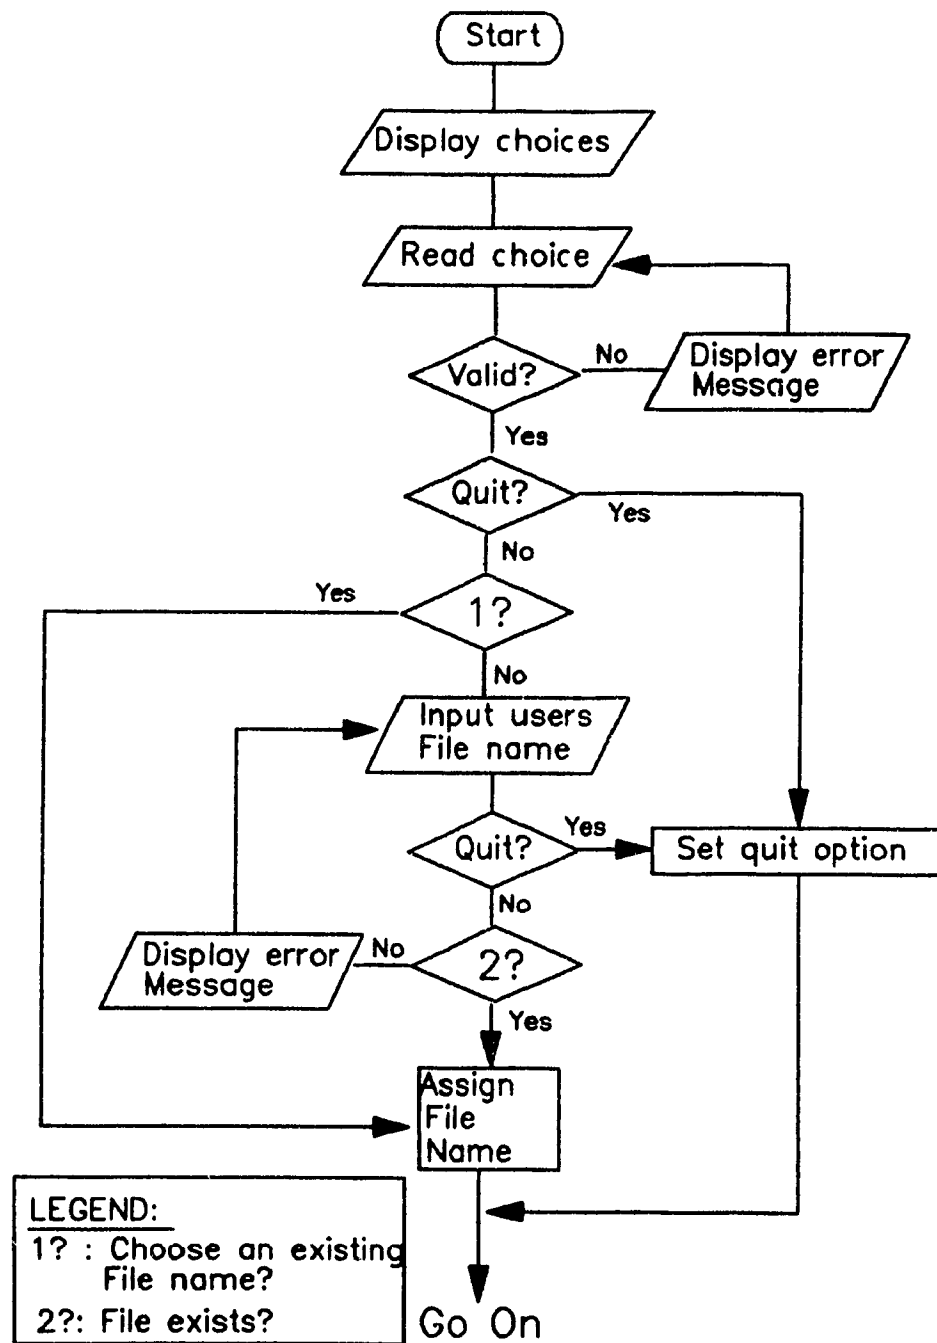 Start
Display choices
Read choice
Valid?
No
Display error
Message
Yes
Quit?
Yes
No
Yes
1?
No
Input users
File name
Quit?
Yes
Set quit option
No
Display error
Message
No
2?
Yes
Assign
File
Name
LEGEND:
1? : Choose an existing
File name?
2?: File exists?
Go On